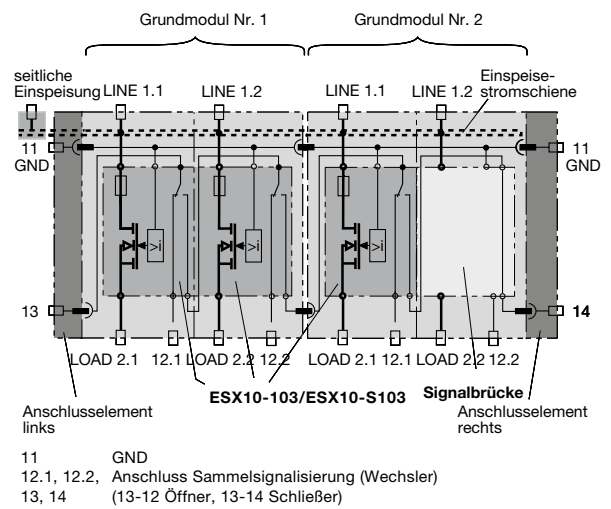 Grundmodul Nr. 1 Grundmodul Nr. 2
seitliche
Einspeisung
LINE 1.1 LINE 1.2 LINE 1.1 LINE 1.2
Einspeise-
stromschiene
11
GND
11
GND
>i >i >i
13 14
LOAD 2.1 12.1 LOAD 2.2 12.2 LOAD 2.1 12.1 LOAD 2.2 12.2
ESX10-103/ESX10-S103
Signalbrücke
Anschlusselement
links
Anschlusselement
rechts
11 GND
12.1, 12.2, Anschluss Sammelsignalisierung (Wechsler)
13, 14 (13-12 Öffner, 13-14 Schließer)